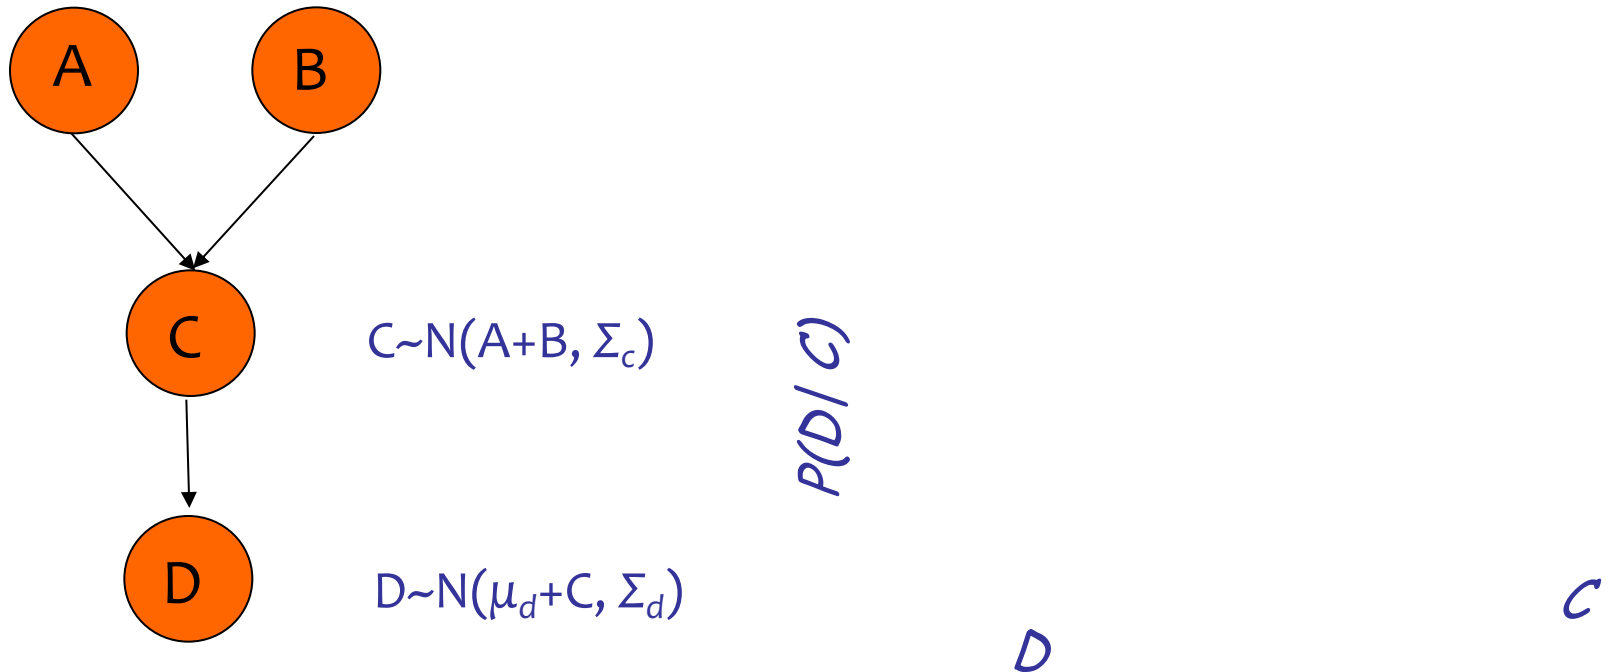 A
B
C
C~N(A+B, Σc)
P(D| C)
D
D~N(μd+C, Σd)
C
D